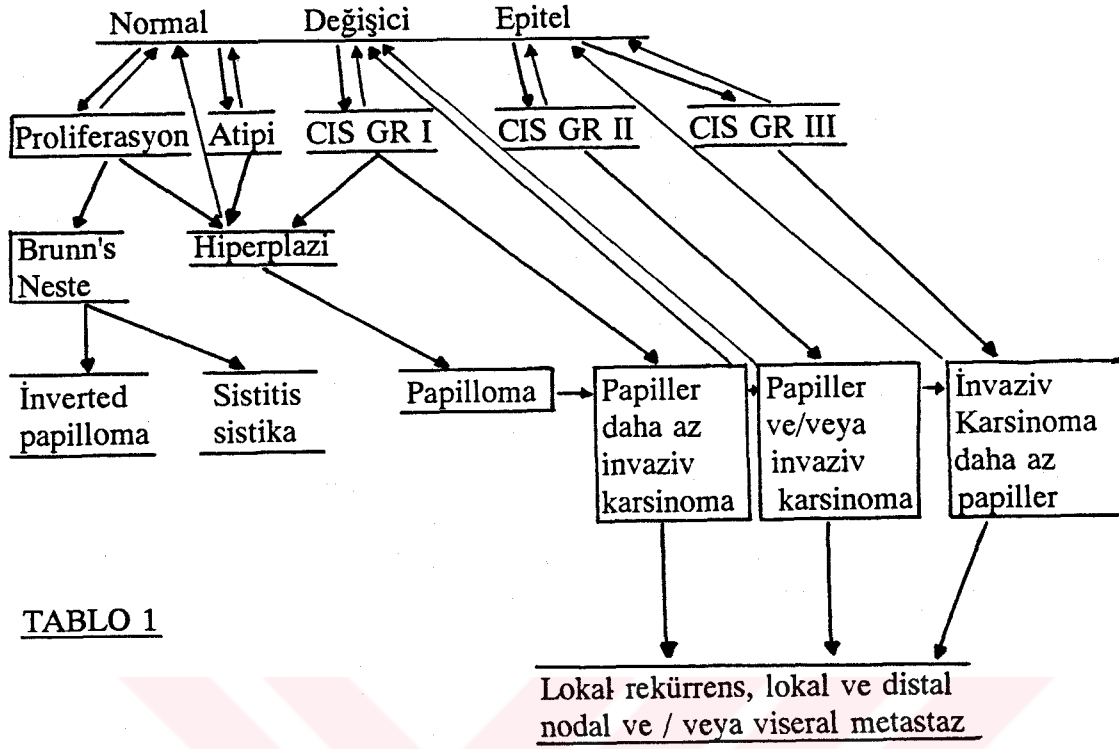 Normal Değişici Epitel
Proliferasyon Atipi CIS GR I CIS GR II CIS GR III
Brunn's
Neste
Hiperplazi
İnverted
papilloma
Sistitis
sistika
Papilloma
Papiller
daha az
invaziv
karsinoma
Papiller
ve/veya
invaziv
karsinoma
İnvaziv
Karsinoma
daha az
papiller
TABLO 1
Lokal rekürrens, lokal ve distal
nodal ve / veya viseral metastaz